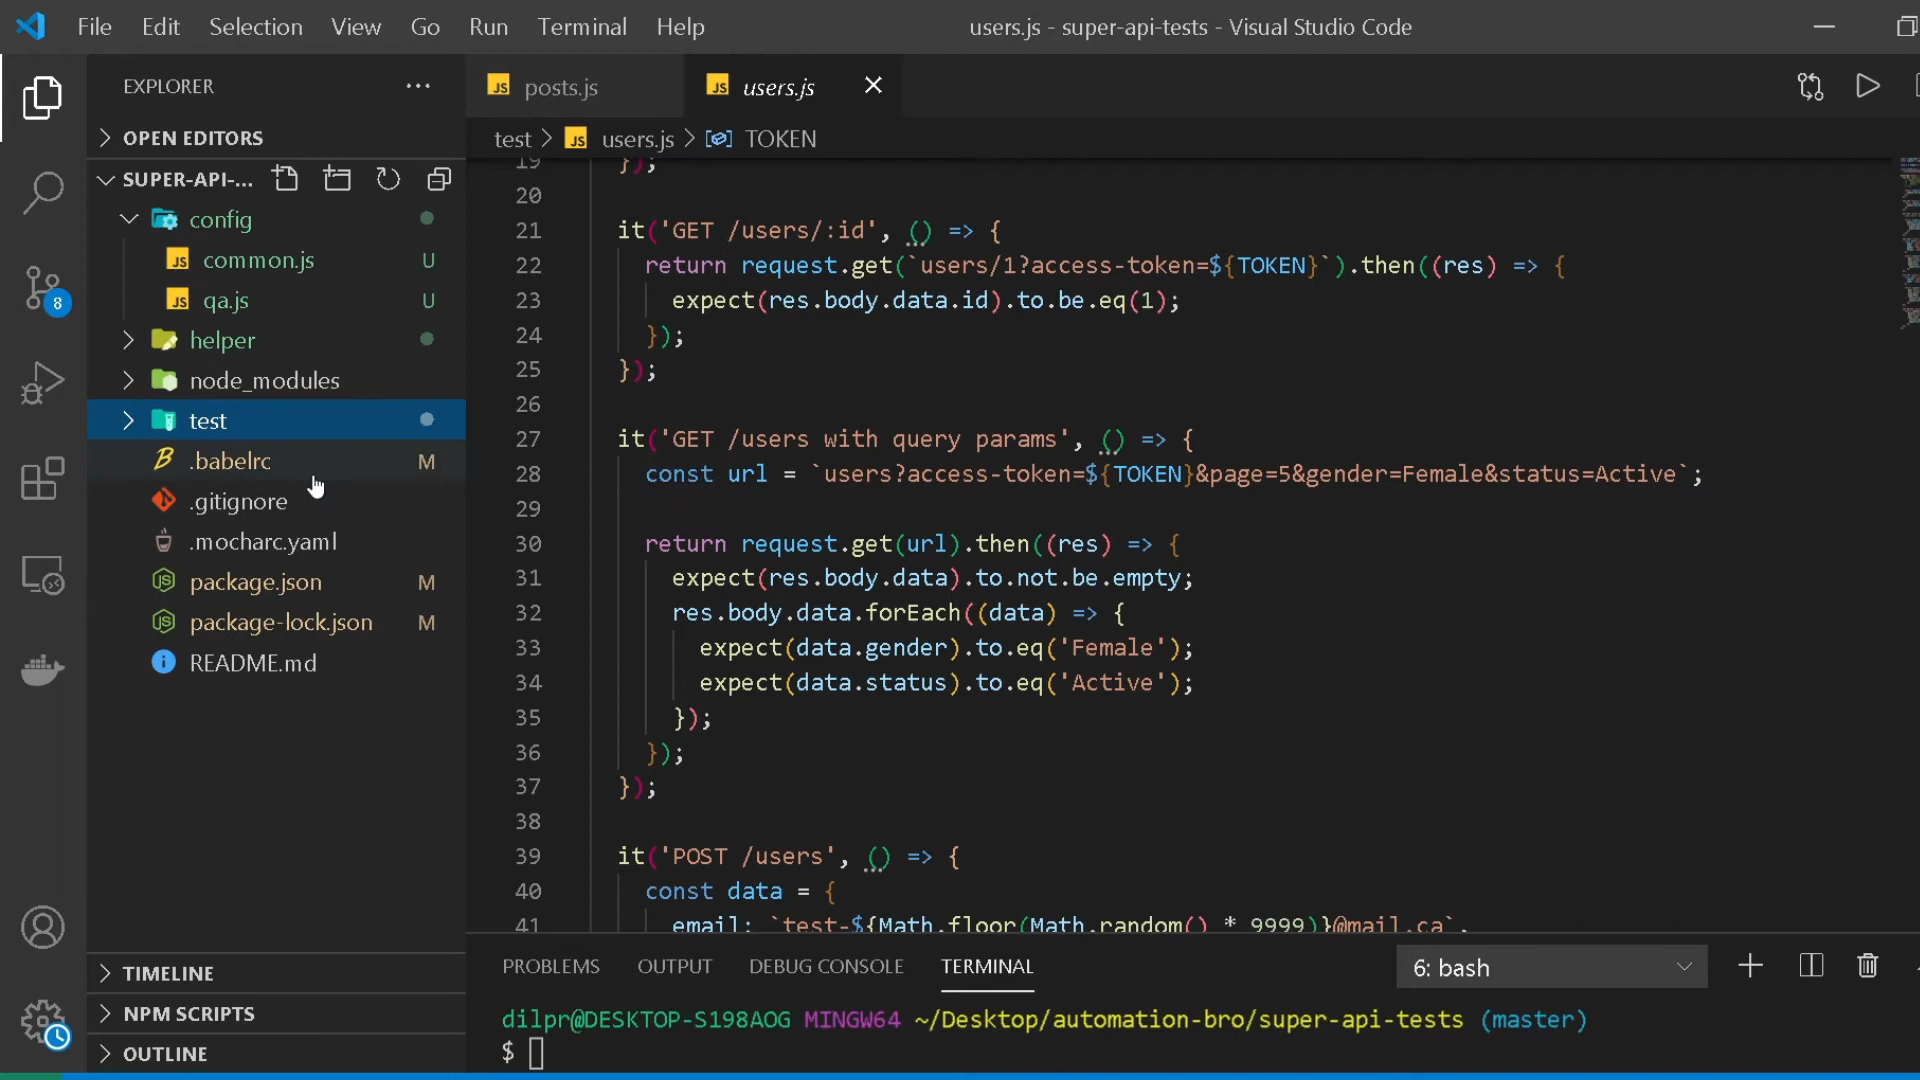 File Edit Selection View Go Run Terminal Help users.js - super-api-tests - Visual Studio Code
EXPLORER ...
OPEN EDITORS
SUPER-API-...
config
JS common.js U
JS qa.js U
helper
node_modules
test
.babelrc M
.gitignore
.mocharc.yaml
package.json M
package-lock.json M
README.md
TIMELINE
NPM SCRIPTS
OUTLINE
8
JS posts.js JS users.js
test > JS users.js > TOKEN
19 });
20
21 it('GET /users/:id', () => {
22 return request.get(`users/1?access-token=${TOKEN}`).then((res) => {
23 expect(res.body.data.id).to.be.eq(1);
24 });
25 });
26
27 it('GET /users with query params', () => {
28 const url = `users?access-token=${TOKEN}&page=5&gender=Female&status=Active`;
29
30 return request.get(url).then((res) => {
31 expect(res.body.data).to.not.be.empty;
32 res.body.data.forEach((data) => {
33 expect(data.gender).to.eq('Female');
34 expect(data.status).to.eq('Active');
35 });
36 });
37 });
38
39 it('POST /users', () => {
40 const data = {
41 email: `test-${Math.floor(Math.random() * 9999)}@mail.ca`,
PROBLEMS OUTPUT DEBUG CONSOLE TERMINAL 6: bash
dilpr@DESKTOP-S198AOG MINGW64 ~/Desktop/automation-bro/super-api-tests (master)
$